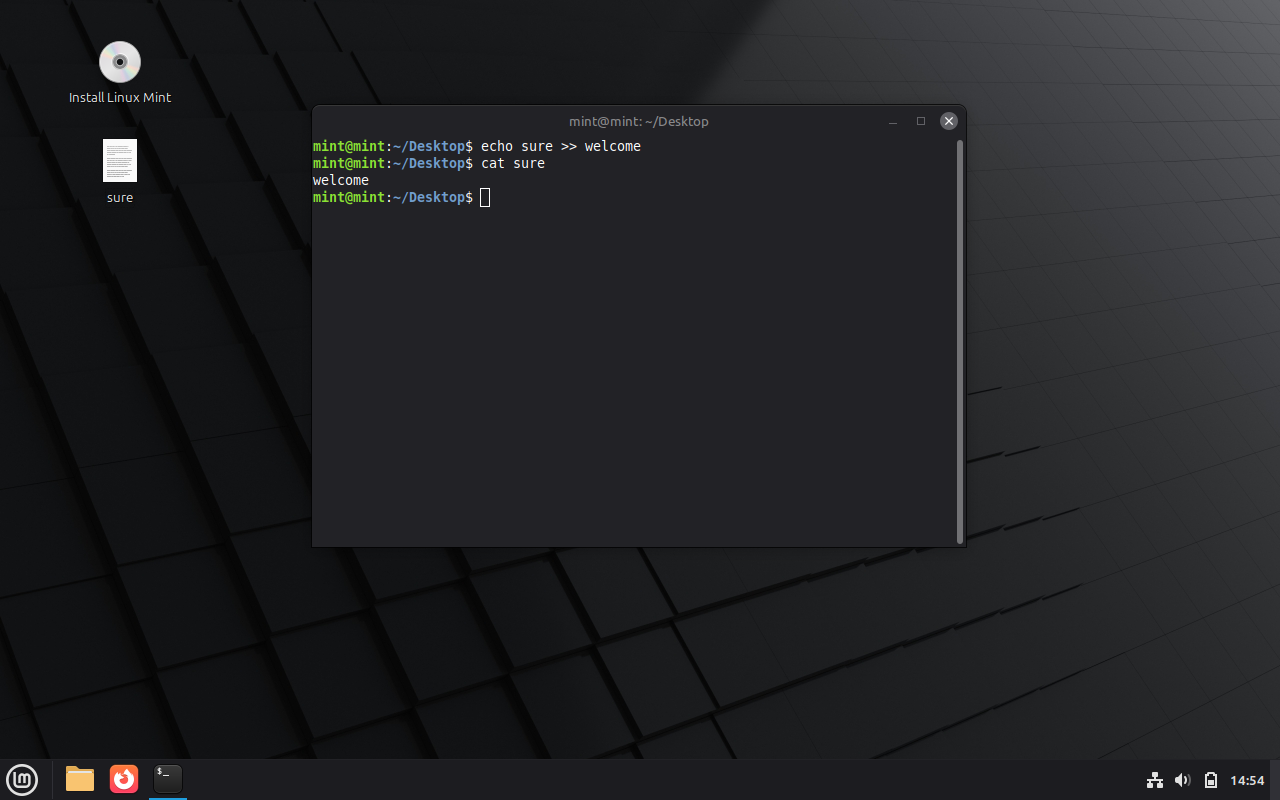 Install Linux Mint
sure
mint@mint: ~/Desktop
mint@mint:~/Desktop$ echo sure >> welcome
mint@mint:~/Desktop$ cat sure
welcome
mint@mint:~/Desktop$
$_
14:54